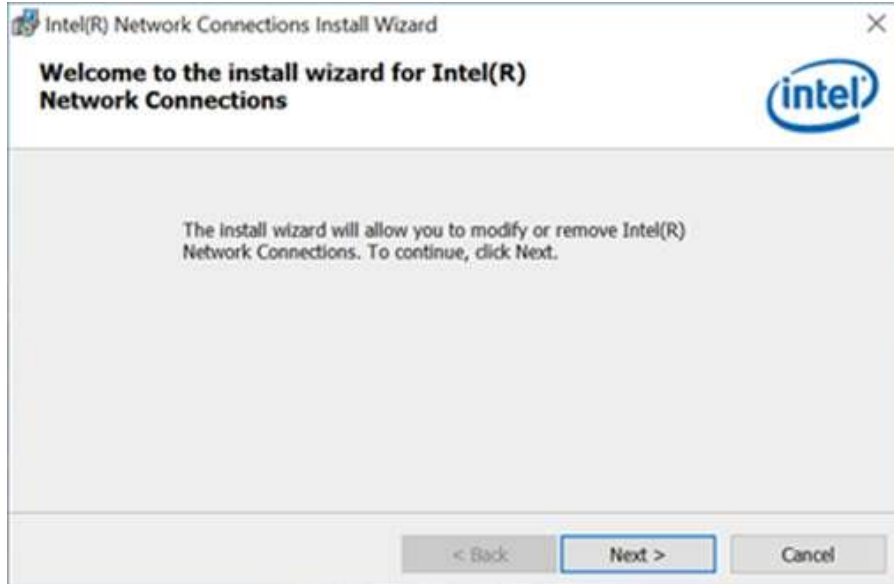 Intel(R) Network Connections Install Wizard
Welcome to the install wizard for Intel(R)
Network Connections
intel
The install wizard will allow you to modify or remove Intel(R)
Network Connections. To continue, click Next.
< Back
Next >
Cancel